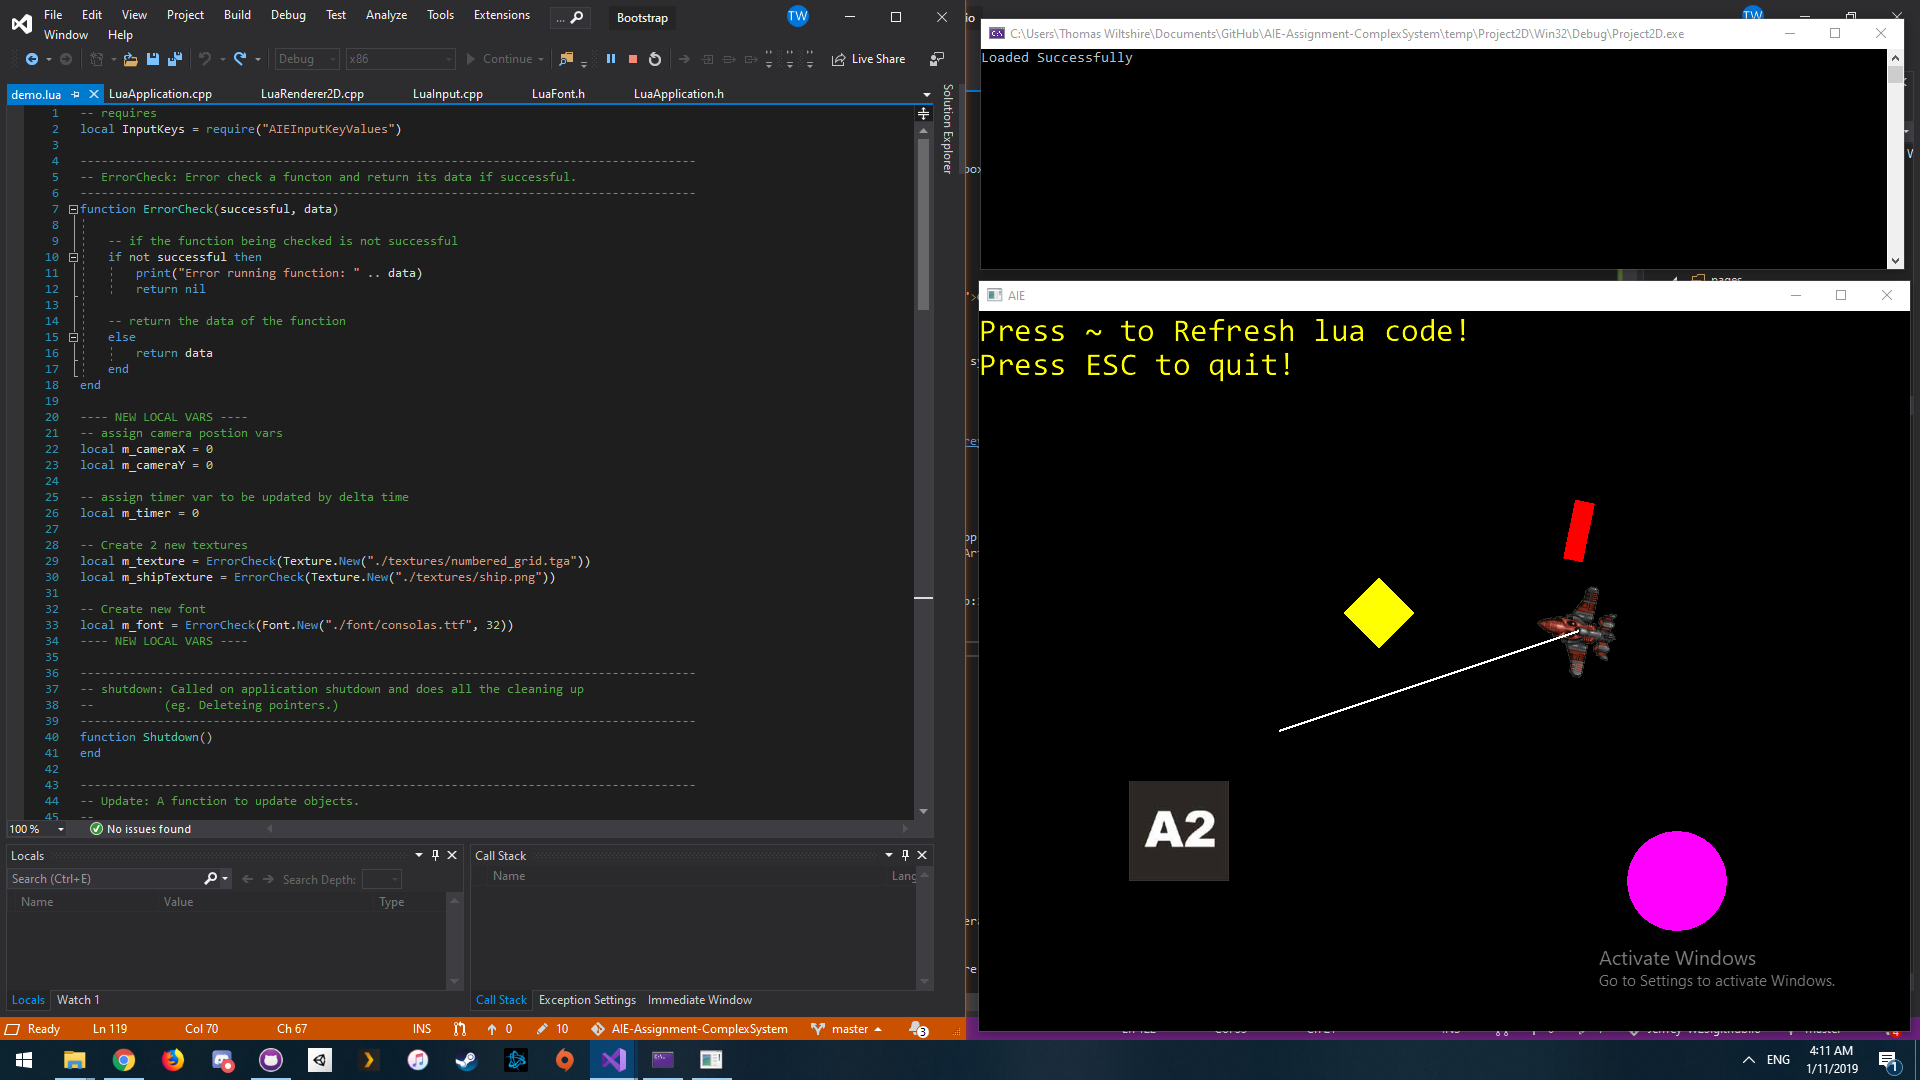 File Edit View Project Build Debug Test Analyze Tools Extensions ... Bootstrap TW
Window Help
Debug x86 Continue Live Share
demo.lua LuaApplication.cpp LuaRenderer2D.cpp LuaInput.cpp LuaFont.h LuaApplication.h
Solution Explorer
1 -- requires
2 local InputKeys = require("AIEInputKeyValues")
3
4 ----------------------------------------------------------------------------------------
5 -- ErrorCheck: Error check a functon and return its data if successful.
6 ----------------------------------------------------------------------------------------
7 function ErrorCheck(successful, data)
8
9 -- if the function being checked is not successful
10 if not successful then
11 print("Error running function: " .. data)
12 return nil
13
14 -- return the data of the function
15 else
16 return data
17 end
18 end
19
20 ---- NEW LOCAL VARS ----
21 -- assign camera postion vars
22 local m_cameraX = 0
23 local m_cameraY = 0
24
25 -- assign timer var to be updated by delta time
26 local m_timer = 0
27
28 -- Create 2 new textures
29 local m_texture = ErrorCheck(Texture.New("./textures/numbered_grid.tga"))
30 local m_shipTexture = ErrorCheck(Texture.New("./textures/ship.png"))
31
32 -- Create new font
33 local m_font = ErrorCheck(Font.New("./font/consolas.ttf", 32))
34 ---- NEW LOCAL VARS ----
35
36 ----------------------------------------------------------------------------------------
37 -- shutdown: Called on application shutdown and does all the cleaning up
38 -- (eg. Deleteing pointers.)
39 ----------------------------------------------------------------------------------------
40 function Shutdown()
41 end
42
43 ----------------------------------------------------------------------------------------
44 -- Update: A function to update objects.
45 --
100 % No issues found
Locals
Search (Ctrl+E) Search Depth:
Name Value Type
Locals Watch 1
Call Stack
Name Lang
Call Stack Exception Settings Immediate Window
Ready Ln 119 Col 70 Ch 67 INS 0 10 AIE-Assignment-ComplexSystem master 3
C:\Users\Thomas Wiltshire\Documents\GitHub\AIE-Assignment-ComplexSystem\temp\Project2D\Win32\Debug\Project2D.exe
Loaded Successfully
AIE
Press ~ to Refresh lua code!
Press ESC to quit!
A2
Activate Windows
Go to Settings to activate Windows.
ENG
4:11 AM
1/11/2019
1